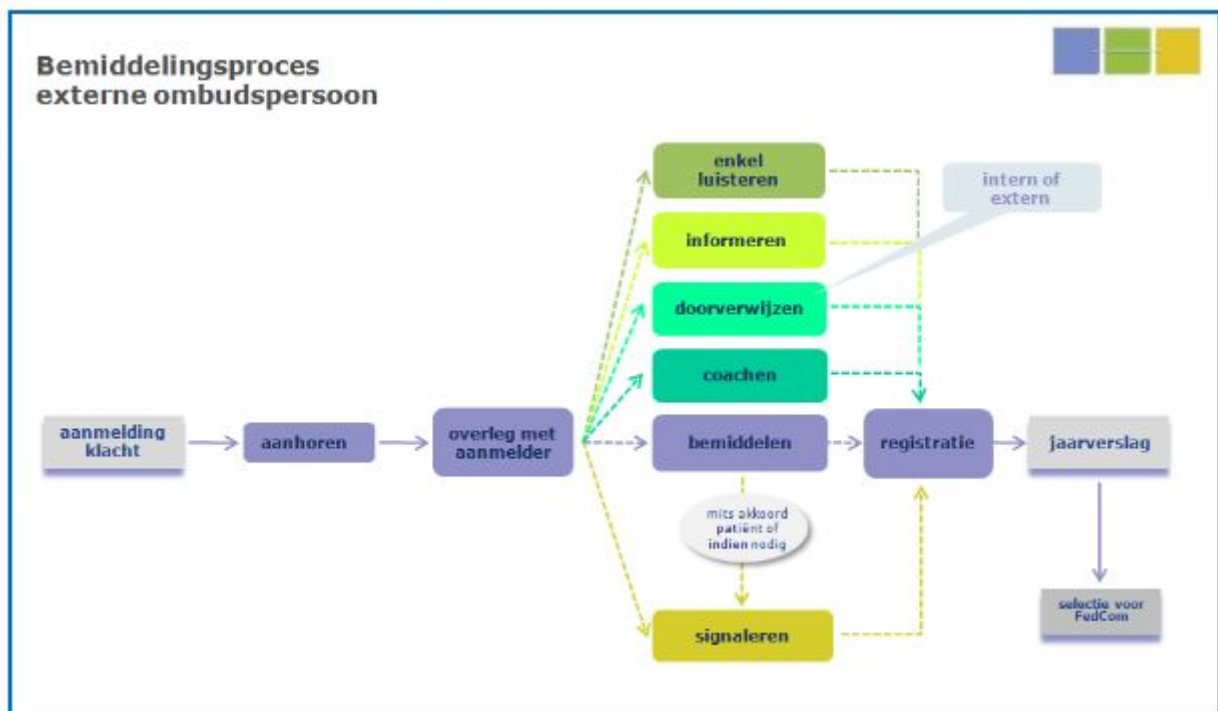 Bemiddelingsproces
externe ombudspersoon
enkel
luisteren
intern of
extern
informeren
doorverwijzen
coachen
aanmelding
klacht
aanhoren
overleg met
aanmelder
bemiddelen
registratie
jaarverslag
mits akkoord
patiënt of
indien nodig
signaleren
selectie voor
FedCom